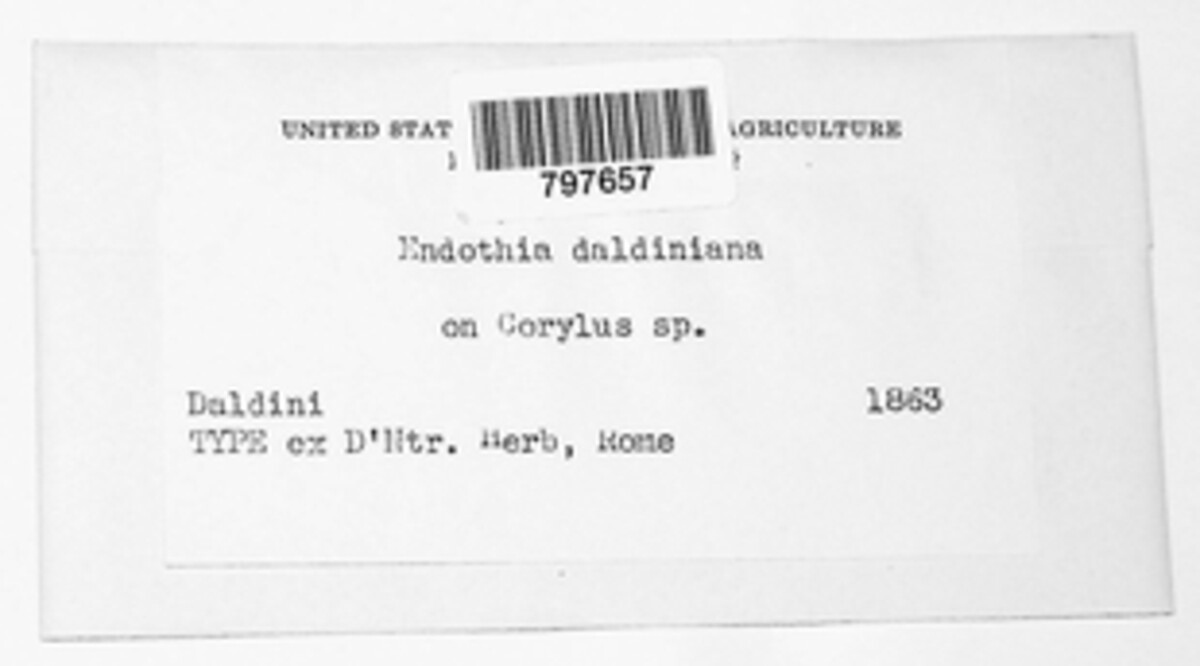 UNITED STAT AGRICULTURE
797657
Endothia daldiniana
on Corylus sp.
Daldini 1863
TYPE ex D'Ntr. Herb, Rome